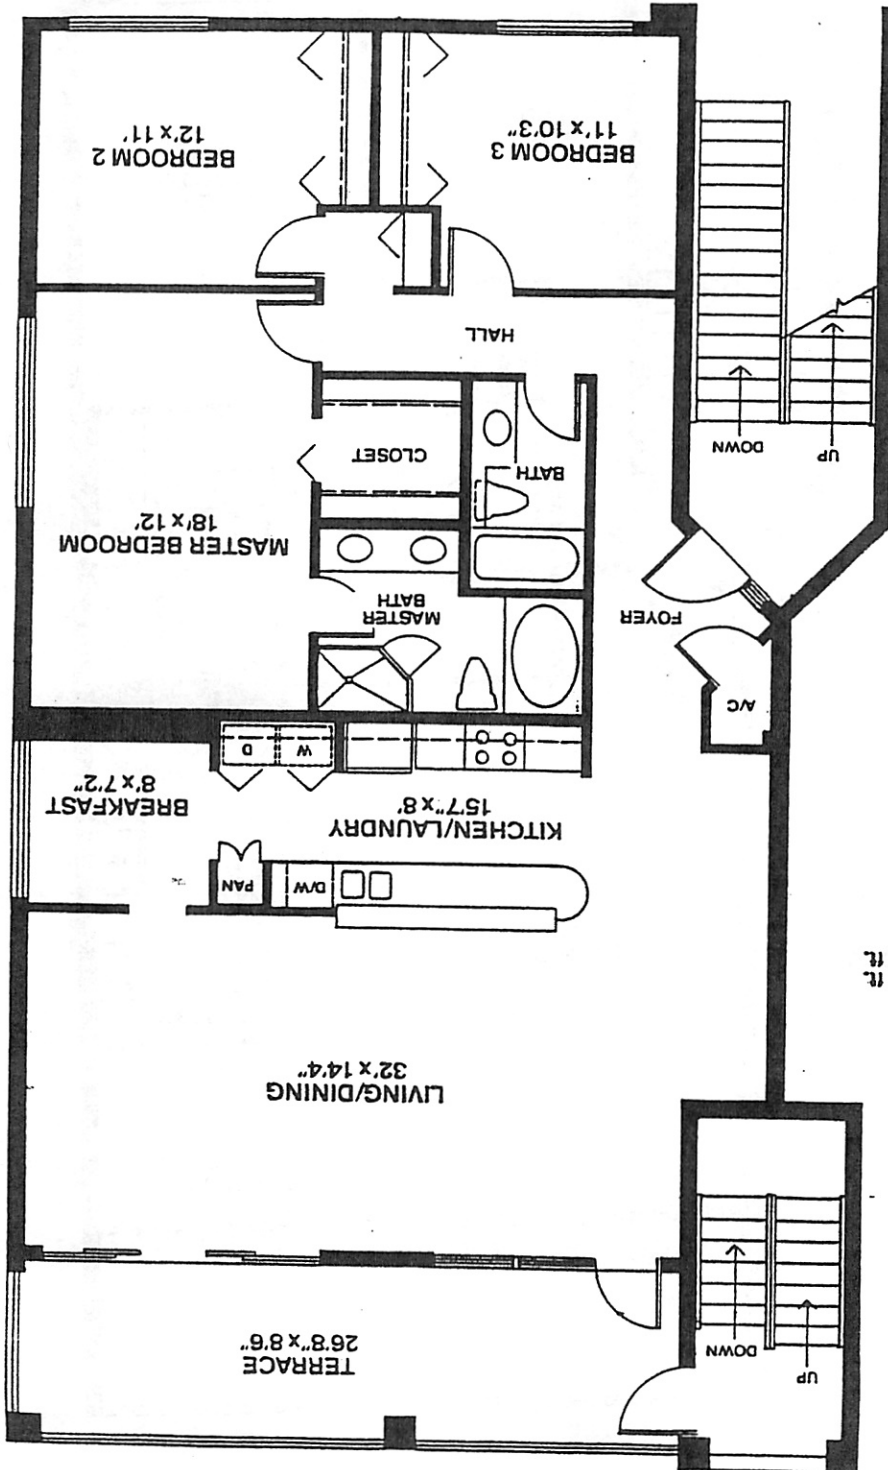 UP
DOWN
TERRACE
26'8" x 8'6"
LIVING/DINING
32' x 14'4"
ft.
ft.
D/W
PAN
KITCHEN/LAUNDRY
15'7" x 8'
BREAKFAST
8' x 7'2"
W
D
A/C
FOYER
MASTER
BATH
MASTER BEDROOM
18' x 12'
BATH
CLOSET
UP
DOWN
HALL
BEDROOM 3
11' x 10'3"
BEDROOM 2
12' x 11'